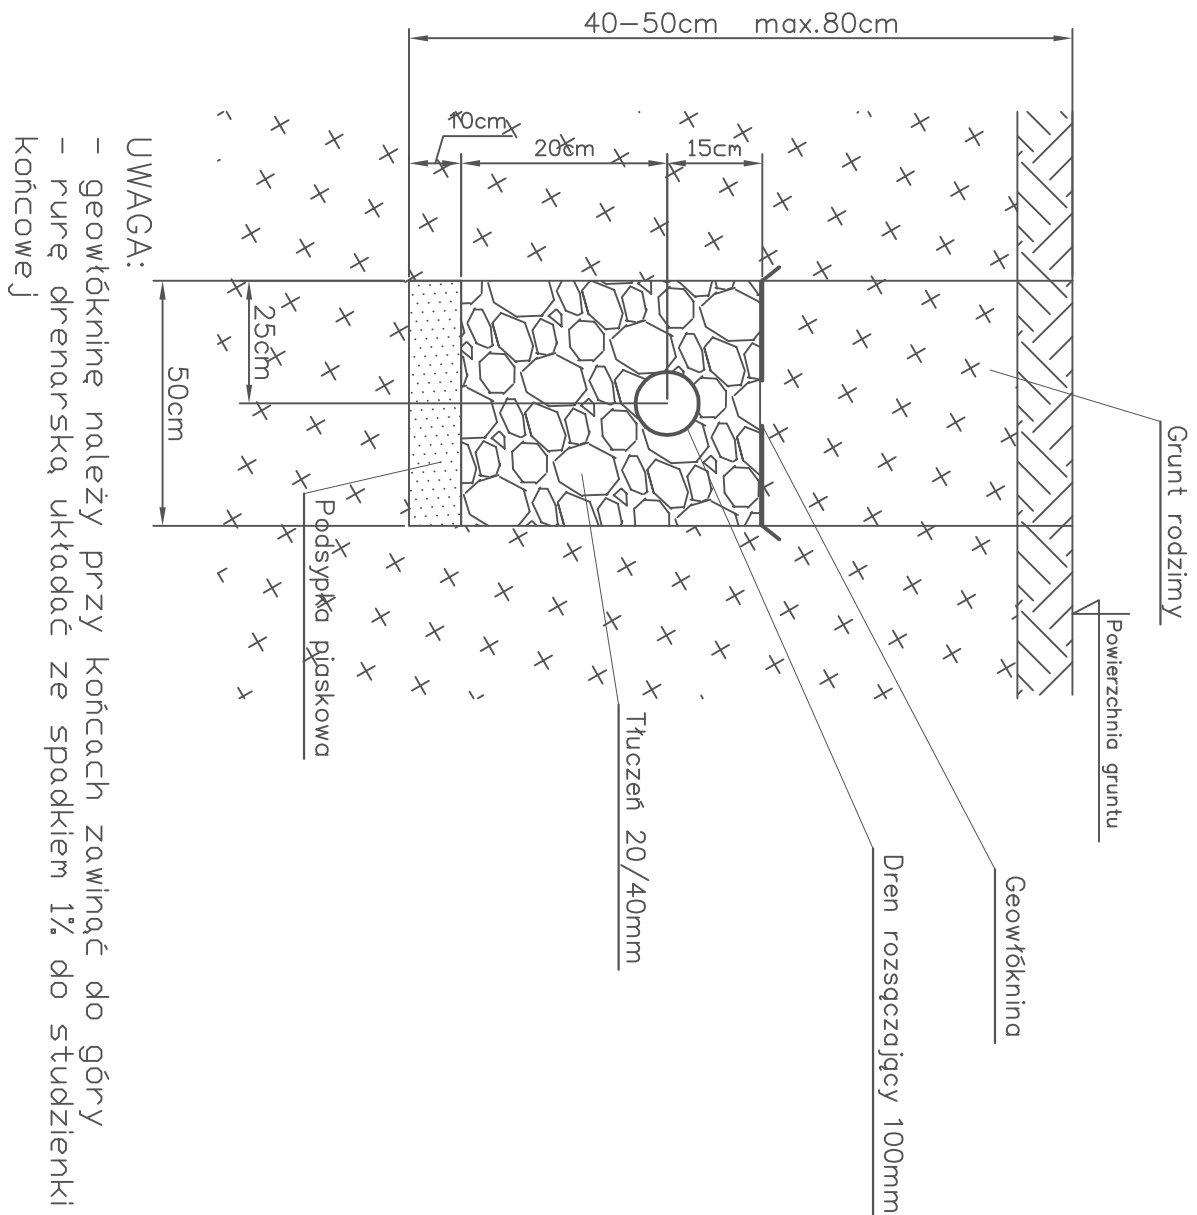 40-50cm max.80cm
10cm
20cm
15cm
25cm
50cm
Grunt rodzimy
Powierzchnia gruntu
Geowłóknina
Dren rozsączający 100mm
Tłuczeń 20/40mm
Podsypka piaskowa
UWAGA:
- geowłókninę należy przy końcach zawinąć do góry
- rurę drenarską układać ze spadkiem 1% do studzienki
końcowej